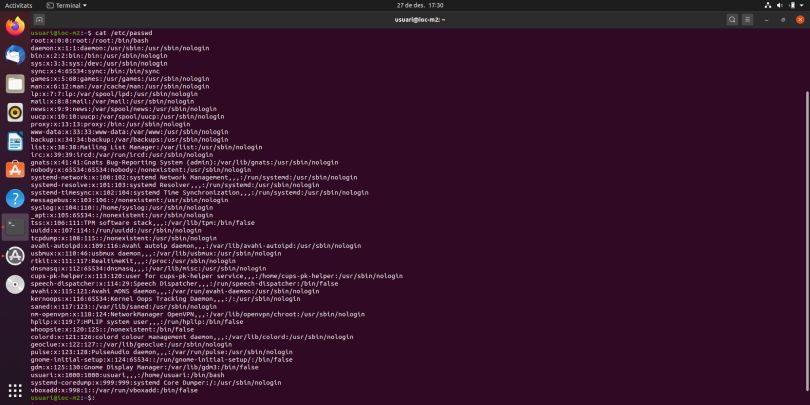 Activitats
Terminal
27 de des. 17:30
usuari@ioc-m2: ~
usuari@ioc-m2:~$ cat /etc/passwd
root:x:0:0:root:/root:/bin/bash
daemon:x:1:1:daemon:/usr/sbin:/usr/sbin/nologin
bin:x:2:2:bin:/bin:/usr/sbin/nologin
sys:x:3:3:sys:/dev:/usr/sbin/nologin
sync:x:4:65534:sync:/bin:/bin/sync
games:x:5:60:games:/usr/games:/usr/sbin/nologin
man:x:6:12:man:/var/cache/man:/usr/sbin/nologin
lp:x:7:7:lp:/var/spool/lpd:/usr/sbin/nologin
mail:x:8:8:mail:/var/mail:/usr/sbin/nologin
news:x:9:9:news:/var/spool/news:/usr/sbin/nologin
uucp:x:10:10:uucp:/var/spool/uucp:/usr/sbin/nologin
proxy:x:13:13:proxy:/bin:/usr/sbin/nologin
www-data:x:33:33:www-data:/var/www:/usr/sbin/nologin
backup:x:34:34:backup:/var/backups:/usr/sbin/nologin
list:x:38:38:Mailing List Manager:/var/list:/usr/sbin/nologin
irc:x:39:39:ircd:/var/run/ircd:/usr/sbin/nologin
gnats:x:41:41:Gnats Bug-Reporting System (admin):/var/lib/gnats:/usr/sbin/nologin
nobody:x:65534:65534:nobody:/nonexistent:/usr/sbin/nologin
systemd-network:x:100:102:systemd Network Management,,,:/run/systemd:/usr/sbin/nologin
systemd-resolve:x:101:103:systemd Resolver,,,:/run/systemd:/usr/sbin/nologin
systemd-timesync:x:102:104:systemd Time Synchronization,,,:/run/systemd:/usr/sbin/nologin
messagebus:x:103:106::/nonexistent:/usr/sbin/nologin
syslog:x:104:110::/home/syslog:/usr/sbin/nologin
_apt:x:105:65534::/nonexistent:/usr/sbin/nologin
tss:x:106:111:TPM software stack,,,:/var/lib/tpm:/bin/false
uuidd:x:107:114::/run/uuidd:/usr/sbin/nologin
tcpdump:x:108:115::/nonexistent:/usr/sbin/nologin
avahi-autoipd:x:109:116:Avahi autoip daemon,,,:/var/lib/avahi-autoipd:/usr/sbin/nologin
usbmux:x:110:46:usbmux daemon,,,:/var/lib/usbmux:/usr/sbin/nologin
rtkit:x:111:117:RealtimeKit,,,:/proc:/usr/sbin/nologin
dnsmasq:x:112:65534:dnsmasq,,,:/var/lib/misc:/usr/sbin/nologin
cups-pk-helper:x:113:120:user for cups-pk-helper service,,,:/home/cups-pk-helper:/usr/sbin/nologin
speech-dispatcher:x:114:29:Speech Dispatcher,,,:/run/speech-dispatcher:/bin/false
avahi:x:115:121:Avahi mDNS daemon,,,:/var/run/avahi-daemon:/usr/sbin/nologin
kernoops:x:116:65534:Kernel Oops Tracking Daemon,,,:/:/usr/sbin/nologin
saned:x:117:123::/var/lib/saned:/usr/sbin/nologin
nm-openvpn:x:118:124:NetworkManager OpenVPN,,,:/var/lib/openvpn/chroot:/usr/sbin/nologin
hplip:x:119:7:HPLIP system user,,,:/run/hplip:/bin/false
whoopsie:x:120:125::/nonexistent:/bin/false
colord:x:121:126:colord colour management daemon,,,:/var/lib/colord:/usr/sbin/nologin
geoclue:x:122:127::/var/lib/geoclue:/usr/sbin/nologin
pulse:x:123:128:PulseAudio daemon,,,:/var/run/pulse:/usr/sbin/nologin
gnome-initial-setup:x:124:65534::/run/gnome-initial-setup/:/bin/false
gdm:x:125:130:Gnome Display Manager:/var/lib/gdm3:/bin/false
usuari:x:1000:1000:usuari,,,:/home/usuari:/bin/bash
systemd-coredump:x:999:999:systemd Core Dumper:/:/usr/sbin/nologin
vboxadd:x:998:1::/var/run/vboxadd:/bin/false
usuari@ioc-m2:~$